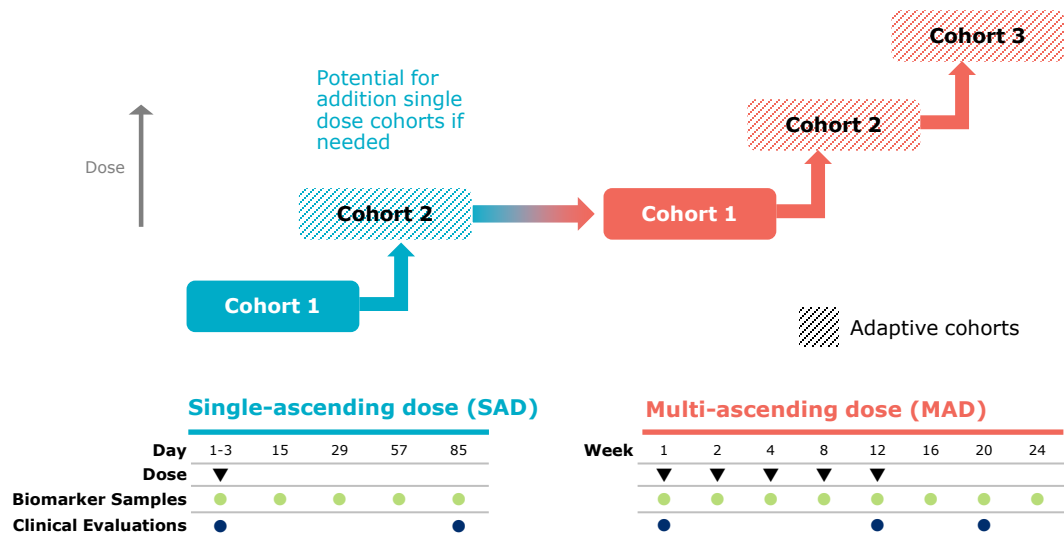 Cohort 3
Potential for
addition single
dose cohorts if
needed
Cohort 2
Dose
Cohort 2
Cohort 1
Cohort 1
Adaptive cohorts
Single-ascending dose (SAD)
Day 1-3 15 29 57 85
Dose
Biomarker Samples
Clinical Evaluations
Multi-ascending dose (MAD)
Week 1 2 4 8 12 16 20 24